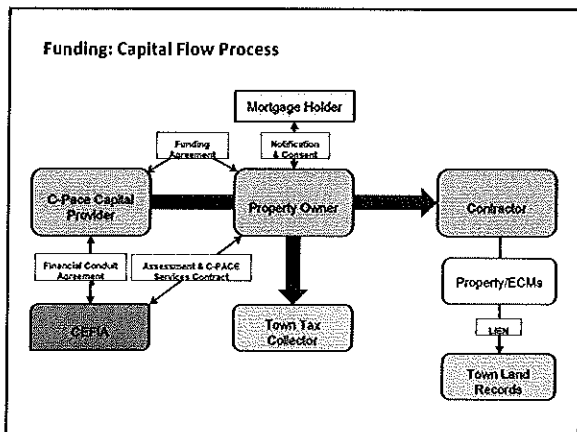 Funding: Capital Flow Process
Mortgage Holder
Funding
Agreement
Notification
& Consent
C-Pace Capital
Provider
Property Owner
Contractor
Financial Conduit
Agreement
Assessment & C-PACE
Services Contract
Property/ECMs
CEFIA
Town Tax
Collector
LIEN
Town Land
Records